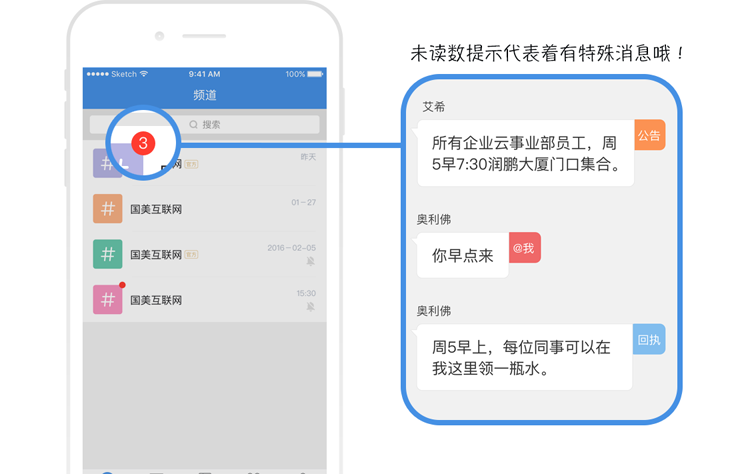 未读数提示代表着有特殊消息哦！
Sketch
9:41 AM
100%
频道
搜索
3
网
昨天
国美互联网
01-27
国美互联网
2016-02-05
国美互联网
15:30
艾希
所有企业云事业部员工，周
5早7:30润鹏大厦门口集合。
公告
奥利佛
你早点来
@我
奥利佛
周5早上，每位同事可以在
我这里领一瓶水。
回执